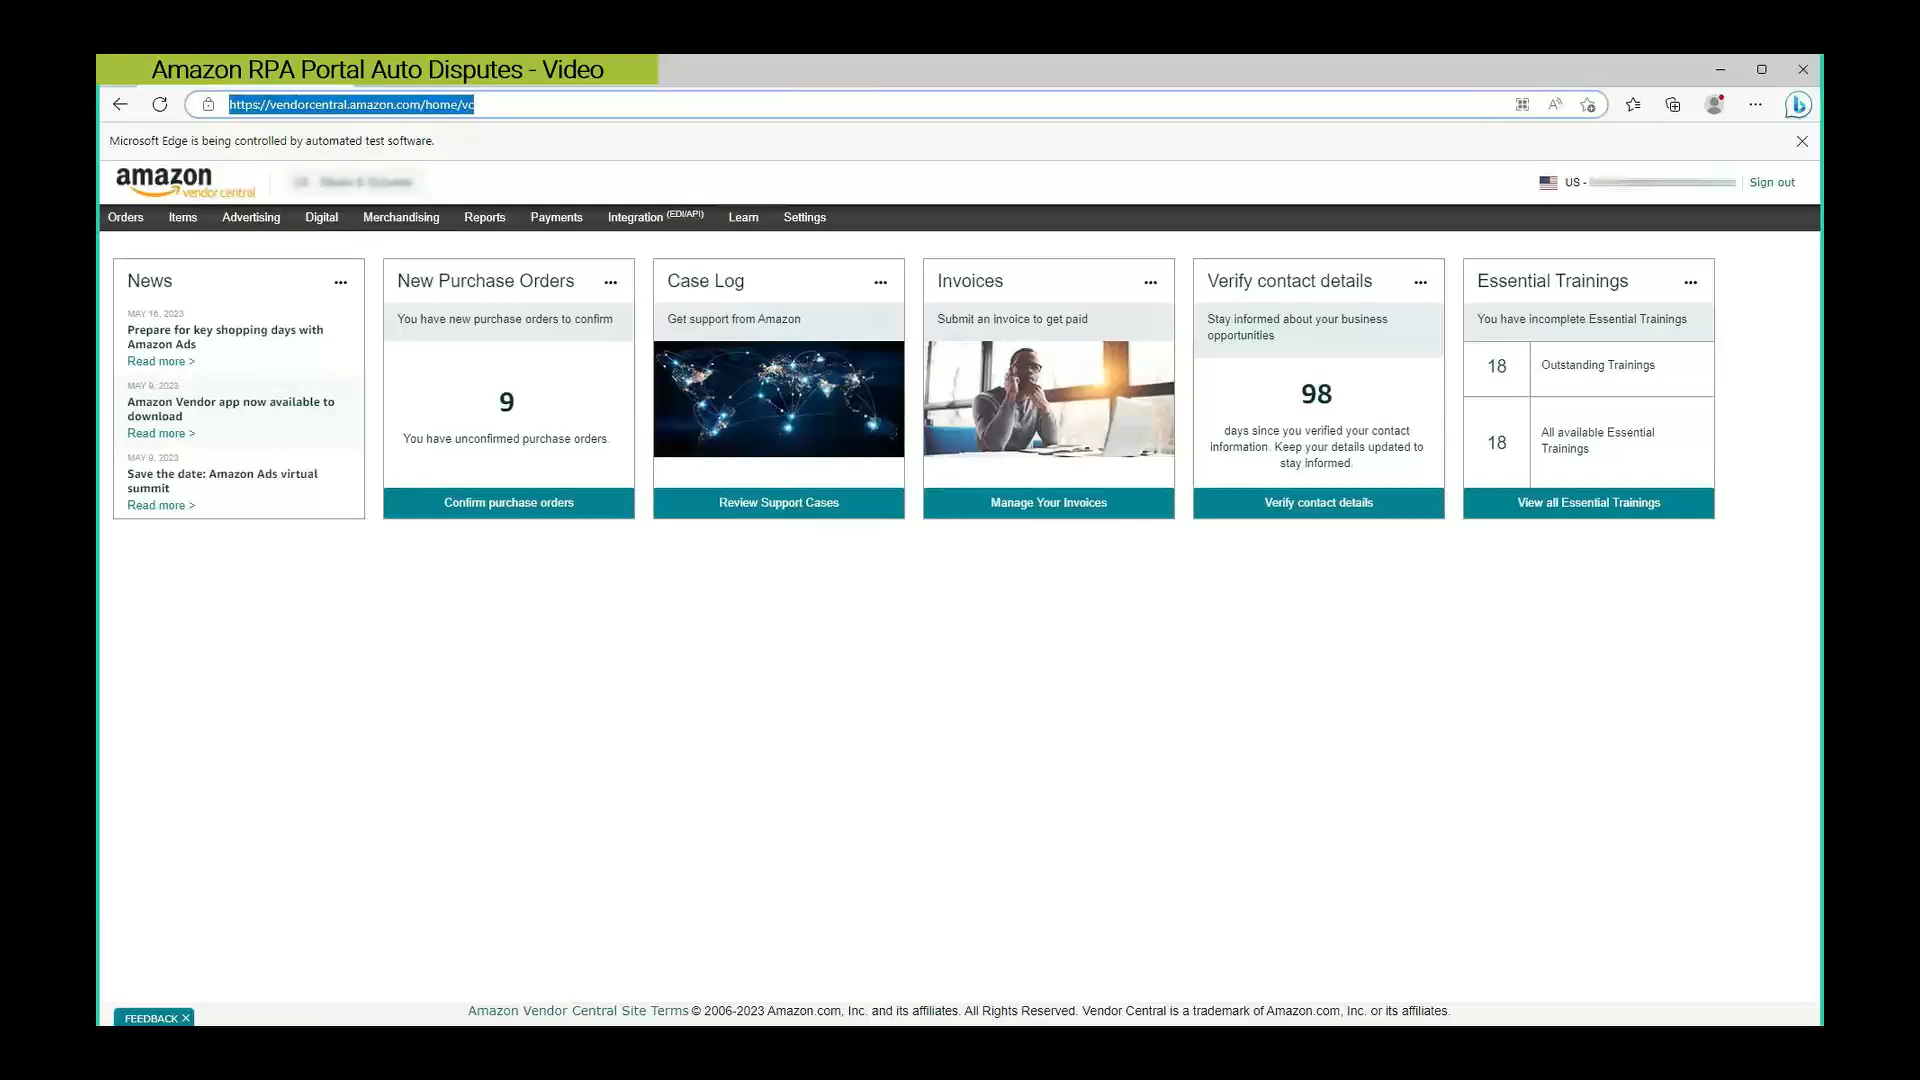 Amazon RPA Portal Auto Disputes - Video
https://vendorcentral.amazon.com/home/vc
Microsoft Edge is being controlled by automated test software.
amazon
vendor central
US -
Sign out
Orders Items Advertising Digital Merchandising Reports Payments Integration (EDI/API) Learn Settings
News
MAY 16, 2023
Prepare for key shopping days with
Amazon Ads
Read more >
MAY 9, 2023
Amazon Vendor app now available to
download
Read more >
MAY 9, 2023
Save the date: Amazon Ads virtual
summit
Read more >
New Purchase Orders
You have new purchase orders to confirm
9
You have unconfirmed purchase orders.
Confirm purchase orders
Case Log
Get support from Amazon
Review Support Cases
Invoices
Submit an invoice to get paid
Manage Your Invoices
Verify contact details
Stay informed about your business
opportunities
98
days since you verified your contact
information. Keep your details updated to
stay informed.
Verify contact details
Essential Trainings
You have incomplete Essential Trainings
18 Outstanding Trainings
18 All available Essential
Trainings
View all Essential Trainings
FEEDBACK X
Amazon Vendor Central Site Terms © 2006-2023 Amazon.com, Inc. and its affiliates. All Rights Reserved. Vendor Central is a trademark of Amazon.com, Inc. or its affiliates.